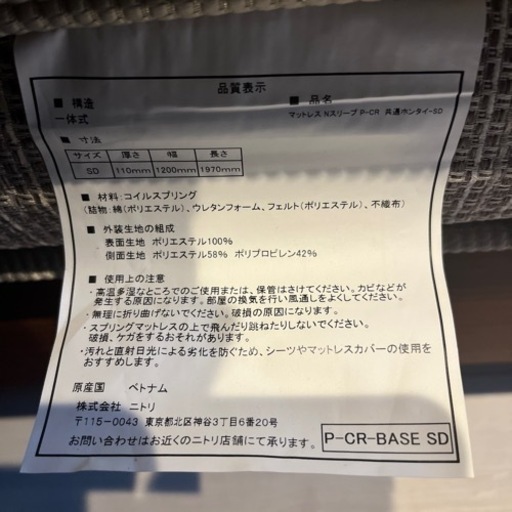 品質表示
■ 構造
一体式
■ 品名
マットレス Nスリープ P-CR 共通ホンタイ-SD
■ 寸法
サイズ 厚さ 幅 長さ
SD 110mm 1200mm 1970mm
■ 材料:コイルスプリング
(詰物:綿(ポリエステル)、ウレタンフォーム、フェルト(ポリエステル)、不織布)
■ 外装生地の組成
表面生地 ポリエステル100%
側面生地 ポリエステル58% ポリプロピレン42%
■ 使用上の注意
・高温多湿なところでのご使用または、保管はさけてください。カビなどが
発生する原因になります。部屋の換気を行い風通しをよくしてください。
・無理に折り曲げないでください。破損の原因になります。
・スプリングマットレスの上で飛んだり跳ねたりしないでください。
破損、ケガをするおそれがあります。
・汚れと直射日光による劣化を防ぐため、シーツやマットレスカバーの使用を
おすすめします。
原産国 ベトナム
株式会社 ニトリ
〒115-0043 東京都北区神谷3丁目6番20号
お問い合わせはお近くのニトリ店舗にて承ります。
P-CR-BASE SD